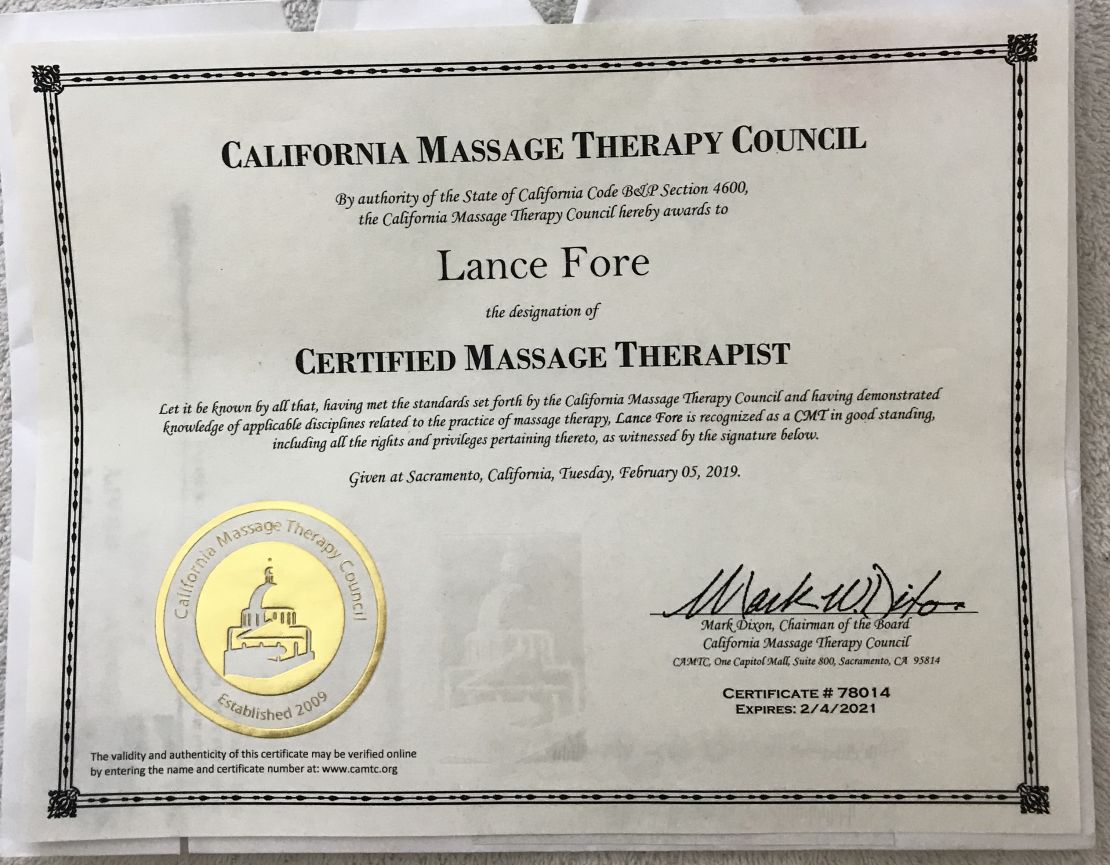 CALIFORNIA MASSAGE THERAPY COUNCIL
By authority of the State of California Code B&P Section 4600,
the California Massage Therapy Council hereby awards to
Lance Fore
the designation of
CERTIFIED MASSAGE THERAPIST
Let it be known by all that, having met the standards set forth by the California Massage Therapy Council and having demonstrated
knowledge of applicable disciplines related to the practice of massage therapy, Lance Fore is recognized as a CMT in good standing,
including all the rights and privileges pertaining thereto, as witnessed by the signature below.
Given at Sacramento, California, Tuesday, February 05, 2019.
California Massage Therapy Council
Established 2009
Mark W. Dixon
Mark Dixon, Chairman of the Board
California Massage Therapy Council
CAMTC, One Capitol Mall, Suite 800, Sacramento, CA 95814
CERTIFICATE # 78014
EXPIRES: 2/4/2021
The validity and authenticity of this certificate may be verified online
by entering the name and certificate number at: www.camtc.org